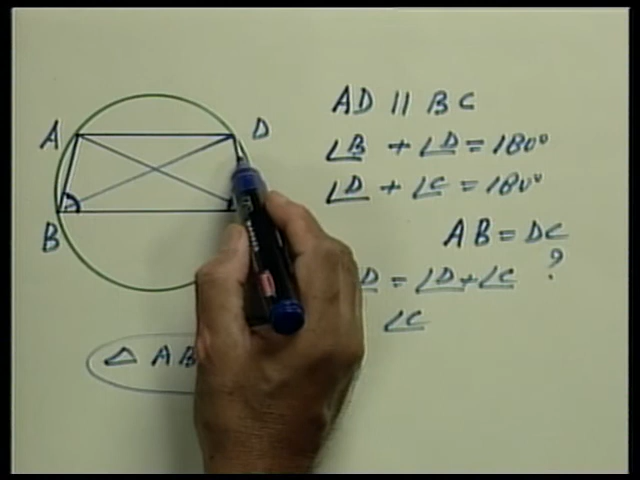 A D
B
AD || BC
∠B + ∠D = 180°
∠D + ∠C = 180°
AB = DC
?
D = ∠D + ∠C
∠C
△ AB